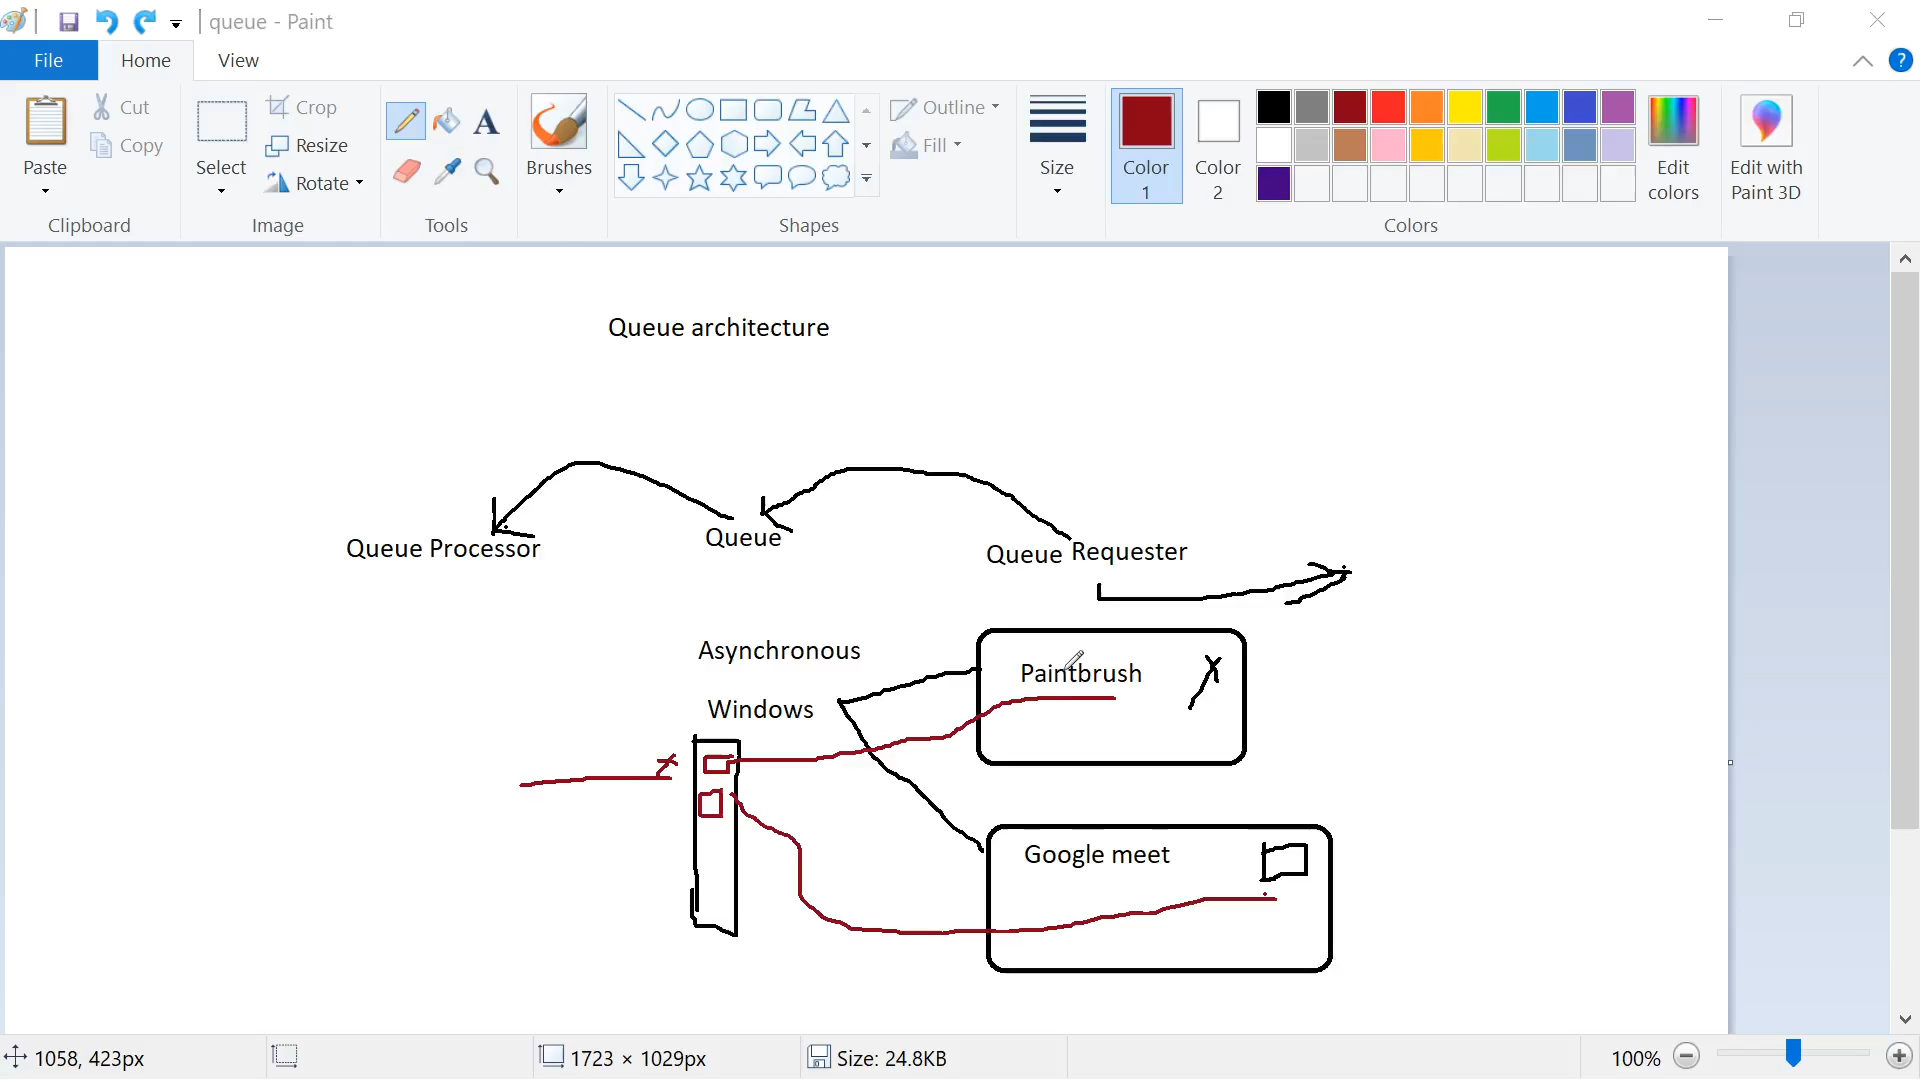 queue - Paint
File
Home
View
?
Paste
Cut
Copy
Clipboard
Select
Crop
Resize
Rotate
Image
A
Tools
Brushes
Outline
Fill
Shapes
Size
Color
1
Color
2
Edit
colors
Colors
Edit with
Paint 3D
Queue architecture
Queue Processor
Queue
Queue Requester
Asynchronous
Paintbrush
Windows
Google meet
1058, 423px
1723 × 1029px
Size: 24.8KB
100%